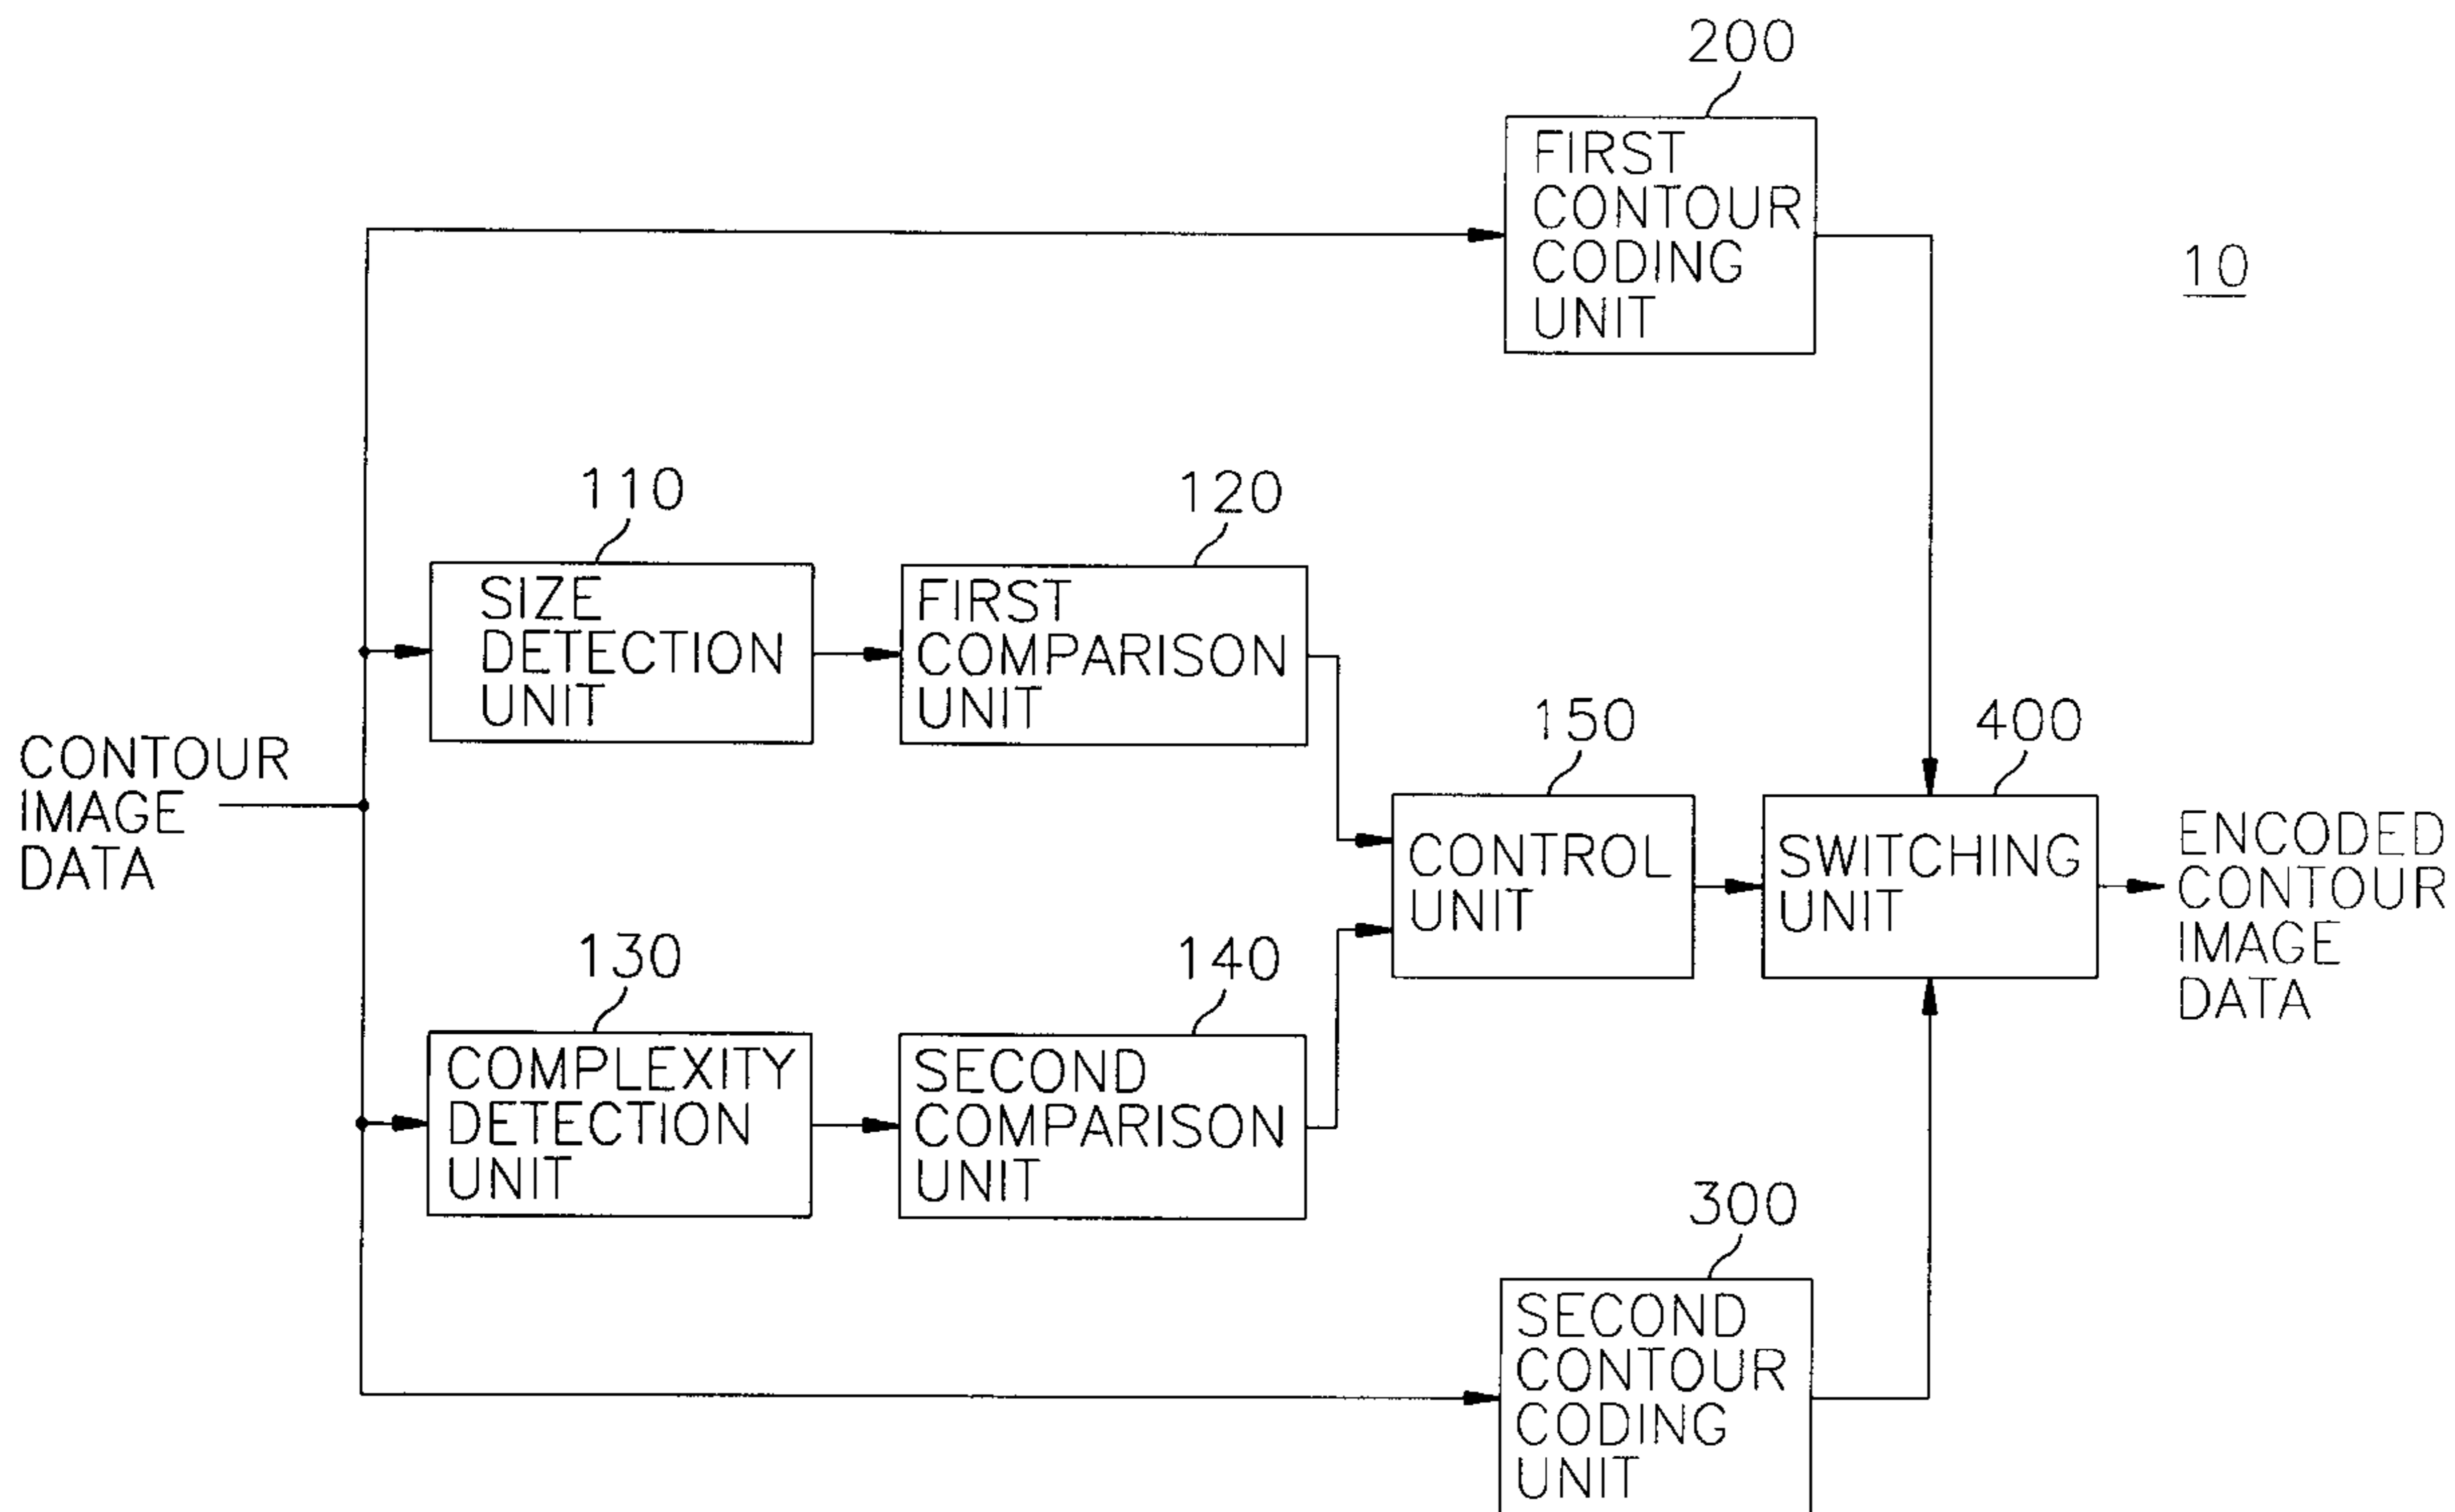 200
FIRST
CONTOUR
CODING
UNIT
10
110
SIZE
DETECTION
UNIT
120
FIRST
COMPARISON
UNIT
CONTOUR
IMAGE
DATA
150
CONTROL
UNIT
400
SWITCHING
UNIT
ENCODED
CONTOUR
IMAGE
DATA
130
COMPLEXITY
DETECTION
UNIT
140
SECOND
COMPARISON
UNIT
300
SECOND
CONTOUR
CODING
UNIT